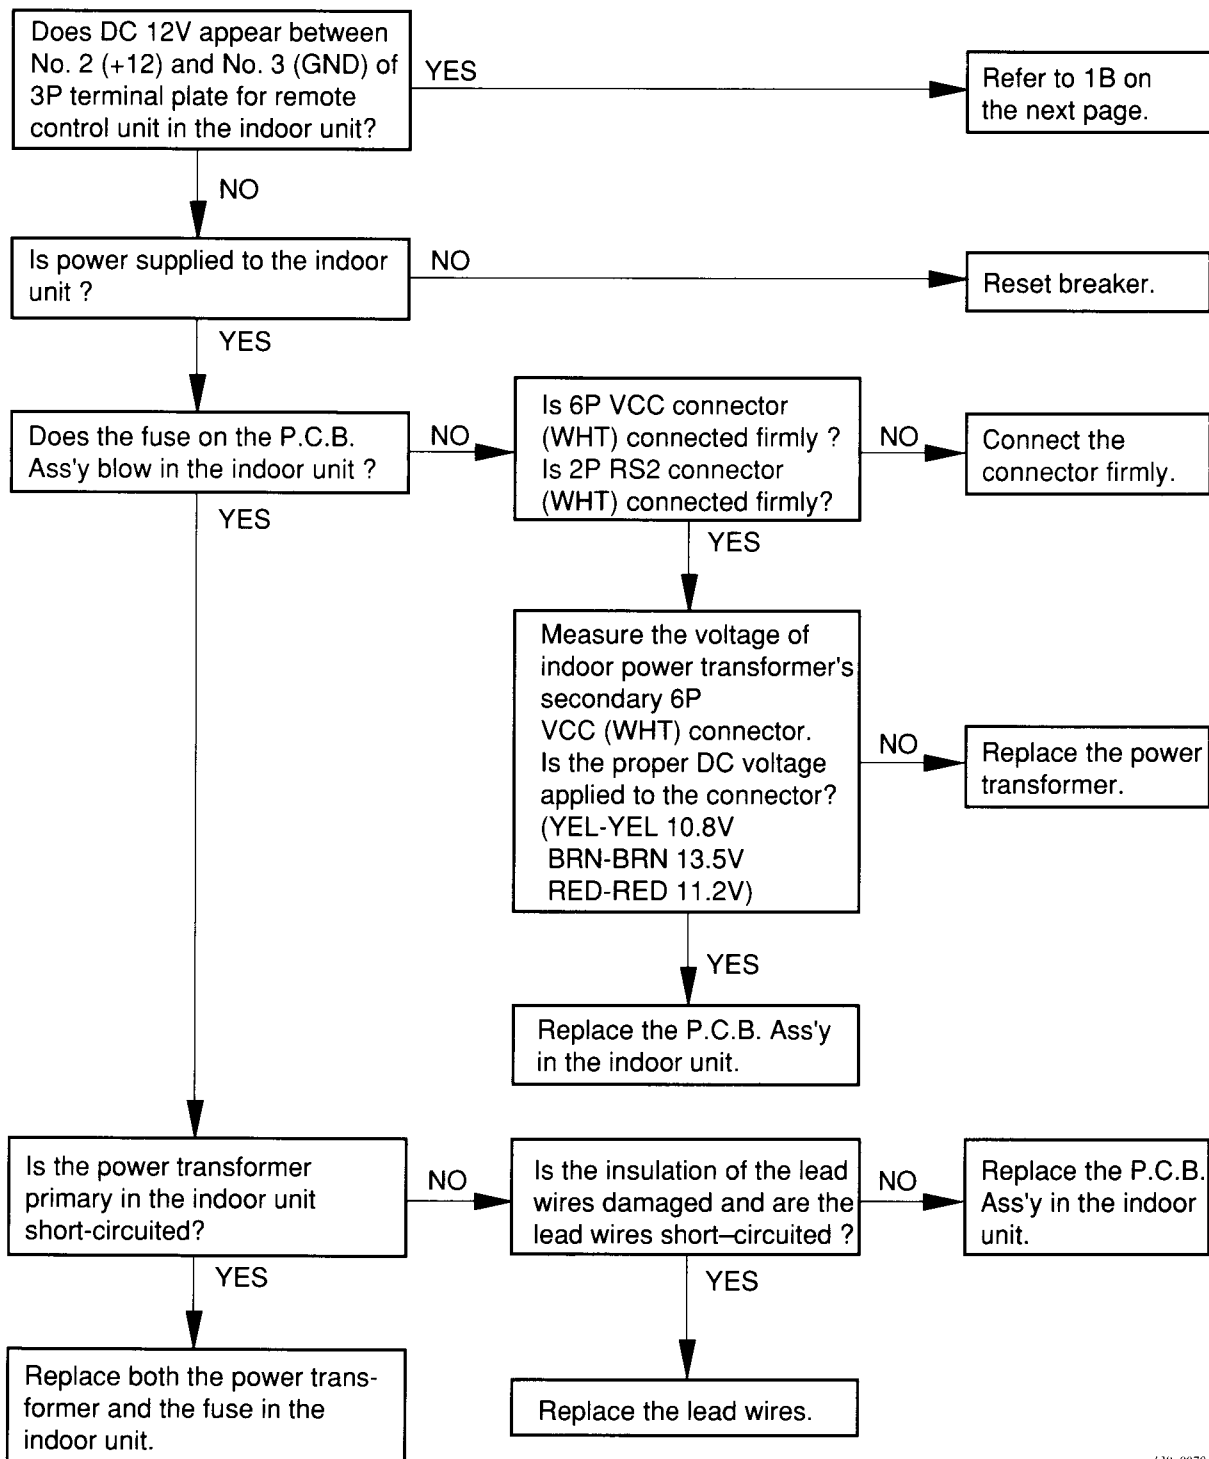 Does DC 12V appear between
No. 2 (+12) and No. 3 (GND) of
3P terminal plate for remote
control unit in the indoor unit?
YES
Refer to 1B on
the next page.
NO
Is power supplied to the indoor
unit ?
NO
Reset breaker.
YES
Does the fuse on the P.C.B.
Ass'y blow in the indoor unit ?
NO
Is 6P VCC connector
(WHT) connected firmly ?
Is 2P RS2 connector
(WHT) connected firmly?
NO
Connect the
connector firmly.
YES
YES
Measure the voltage of
indoor power transformer's
secondary 6P
VCC (WHT) connector.
Is the proper DC voltage
applied to the connector?
(YEL-YEL 10.8V
BRN-BRN 13.5V
RED-RED 11.2V)
NO
Replace the power
transformer.
YES
Replace the P.C.B. Ass'y
in the indoor unit.
Is the power transformer
primary in the indoor unit
short-circuited?
NO
Is the insulation of the lead
wires damaged and are the
lead wires short–circuited ?
NO
Replace the P.C.B.
Ass'y in the indoor
unit.
YES
YES
Replace both the power trans-
former and the fuse in the
indoor unit.
Replace the lead wires.